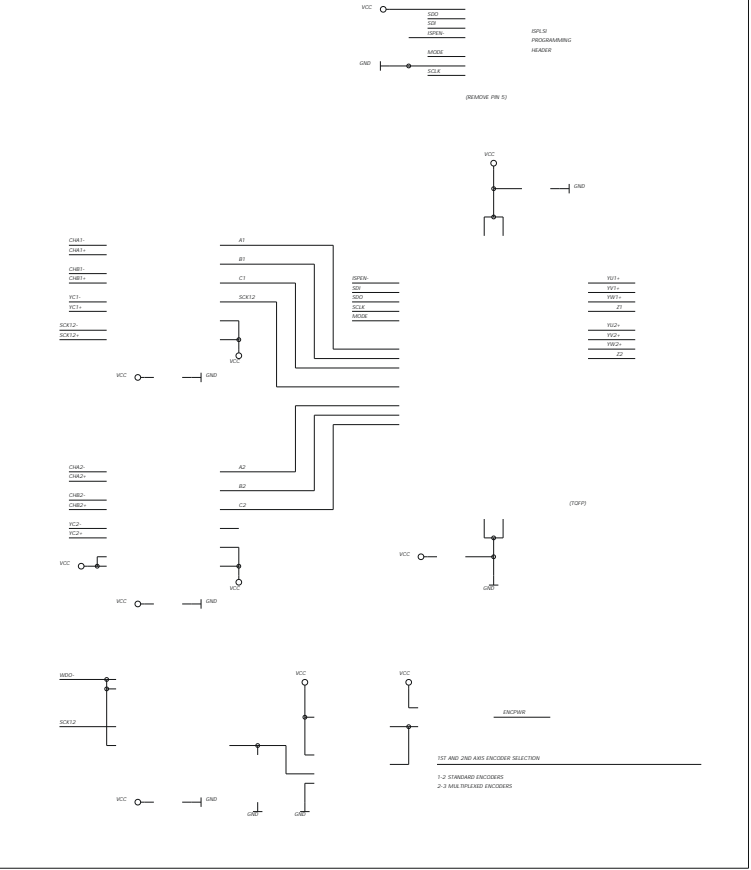 VCC
SDO
SDI
ISPEN-
MODE
GND
SCLK
ISPLSI
PROGRAMMING
HEADER
(REMOVE PIN 5)
VCC
GND
CHA1-
CHA1+
CHB1-
CHB1+
YC1-
YC1+
SCK12-
SCK12+
A1
B1
C1
SCK12
VCC
VCC
GND
ISPEN-
SDI
SDO
SCLK
MODE
YU1+
YV1+
YW1+
Z1
YU2+
YV2+
YW2+
Z2
CHA2-
CHA2+
CHB2-
CHB2+
YC2-
YC2+
VCC
A2
B2
C2
VCC
VCC
GND
(TQFP)
VCC
GND
WDO-
SCK12
VCC
GND
VCC
GND
GND
VCC
ENCPWR
1ST AND 2ND AXIS ENCODER SELECTION
1-2 STANDARD ENCODERS
2-3 MULTIPLEXED ENCODERS